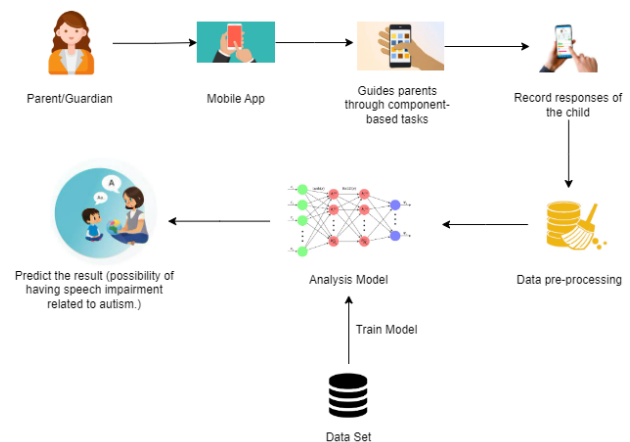 Parent/Guardian
Mobile App
Guides parents
through component-
based tasks
Record responses of
the child
A
Aa
Predict the result (possibility of
having speech impairment
related to autism.)
Analysis Model
Data pre-processing
Train Model
Data Set